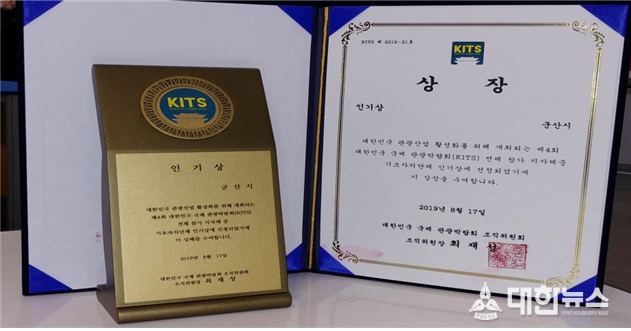 KITS
인기상
군산시
대한민국 관광산업 활성화를 위해 개최되는
제4회 대한민국 국제 관광박람회(KITS)
전체 참가 지자체 중
기초자치단체 인기상에 선정되었기에
이 상패를 수여합니다.
2019년 8월 17일
대한민국 국제 관광박람회 조직위원회
조직위원장 최재성
KITS 제 2019-21호
KITS
상 장
인기상
군산시
대한민국 관광산업 활성화를 위해 개최되는 제4회
대한민국 국제 관광박람회(KITS) 전체 참가 지자체중
기초자치단체 인기상에 선정되었기에
이 상장을 수여합니다.
2019년 8월 17일
대한민국 국제 관광박람회 조직위원회
조직위원장 최재성
대한뉴스